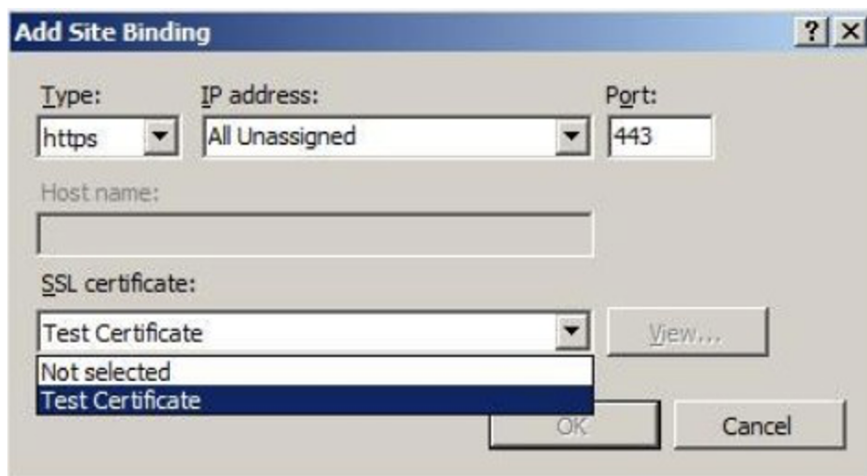 Add Site Binding
Type: IP address: Port:
https All Unassigned 443
Host name:
SSL certificate:
Test Certificate View...
Not selected
Test Certificate
OK Cancel